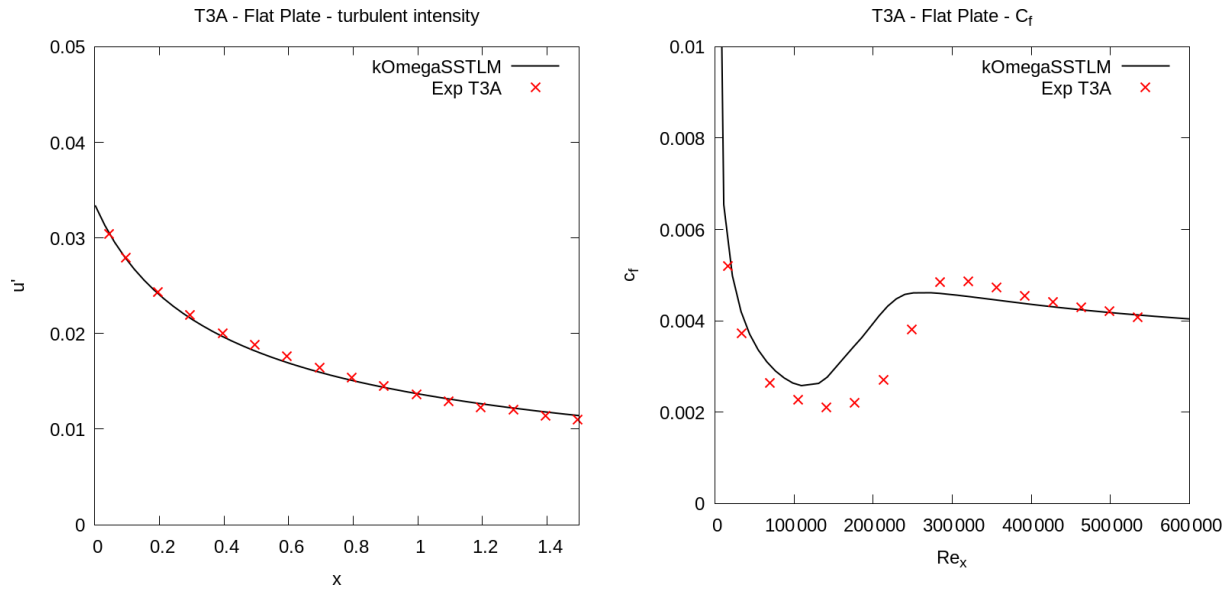 T3A - Flat Plate - turbulent intensity
kOmegaSSTLM
Exp T3A
0.05
0.04
0.03
0.02
0.01
0
u'
0 0.2 0.4 0.6 0.8 1 1.2 1.4
x
T3A - Flat Plate - Cf
kOmegaSSTLM
Exp T3A
0.01
0.008
0.006
0.004
0.002
0
cf
0 100 000 200 000 300 000 400 000 500 000 600 000
Rex